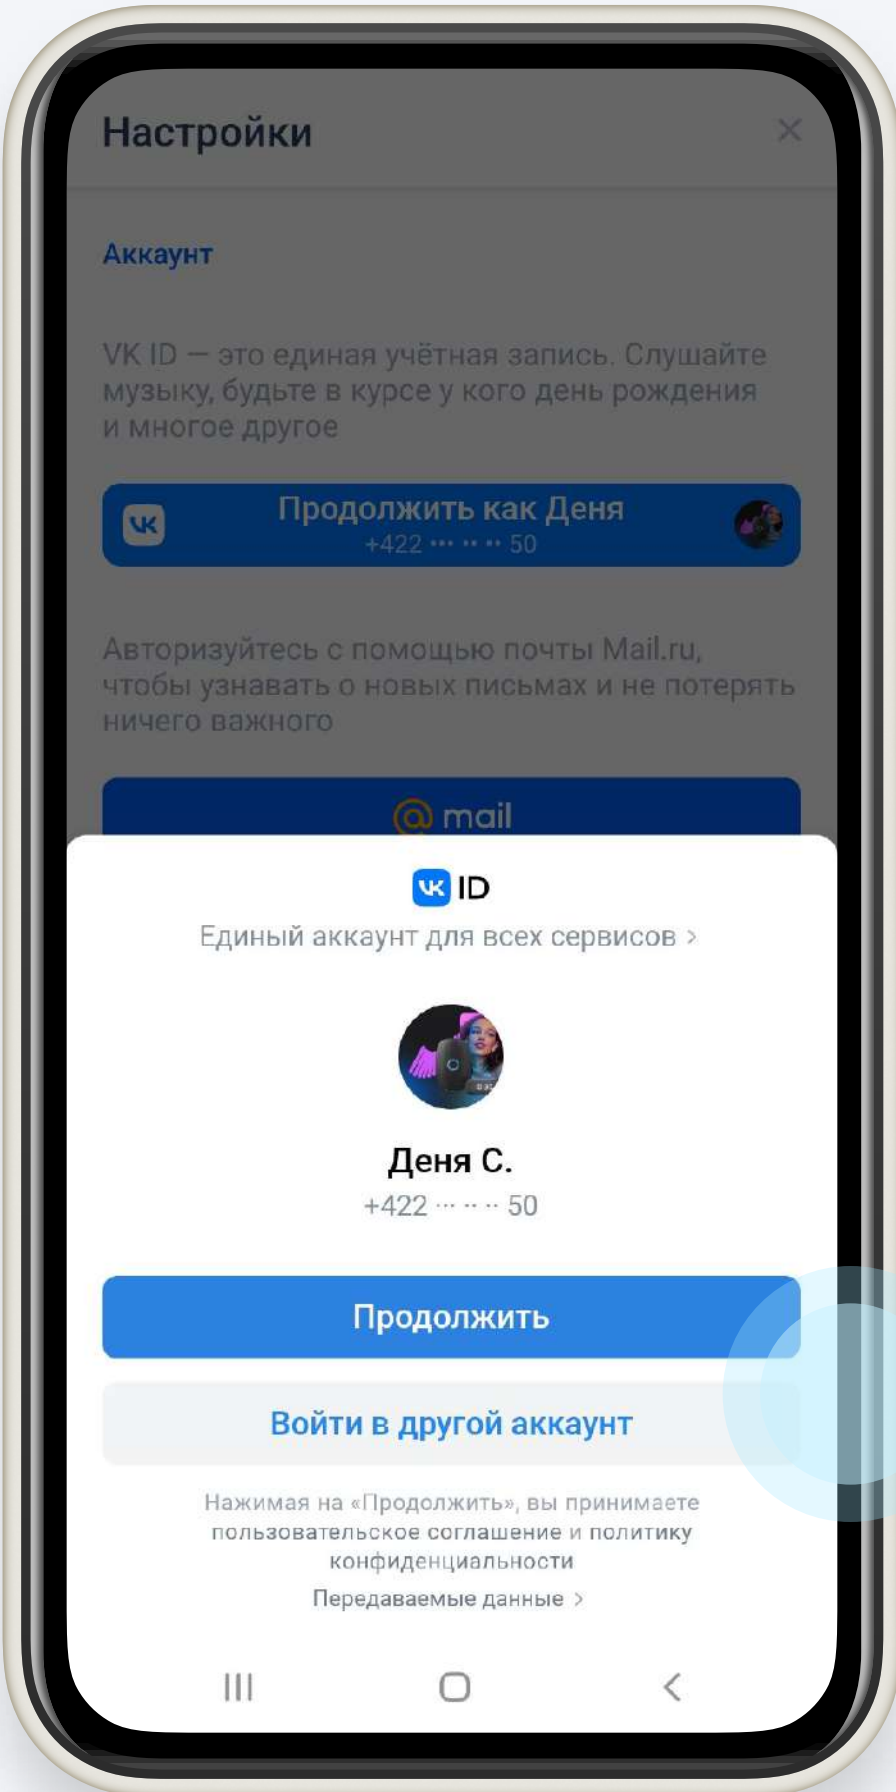 Настройки
Аккаунт
VK ID — это единая учётная запись. Слушайте
музыку, будьте в курсе у кого день рождения
и многое другое
Продолжить как Деня
+422 ··· ·· ·· 50
Авторизуйтесь с помощью почты Mail.ru,
чтобы узнавать о новых письмах и не потерять
ничего важного
@ mail
VK ID
Единый аккаунт для всех сервисов >
Деня С.
+422 ··· ·· ·· 50
Продолжить
Войти в другой аккаунт
Нажимая на «Продолжить», вы принимаете
пользовательское соглашение и политику
конфиденциальности
Передаваемые данные >